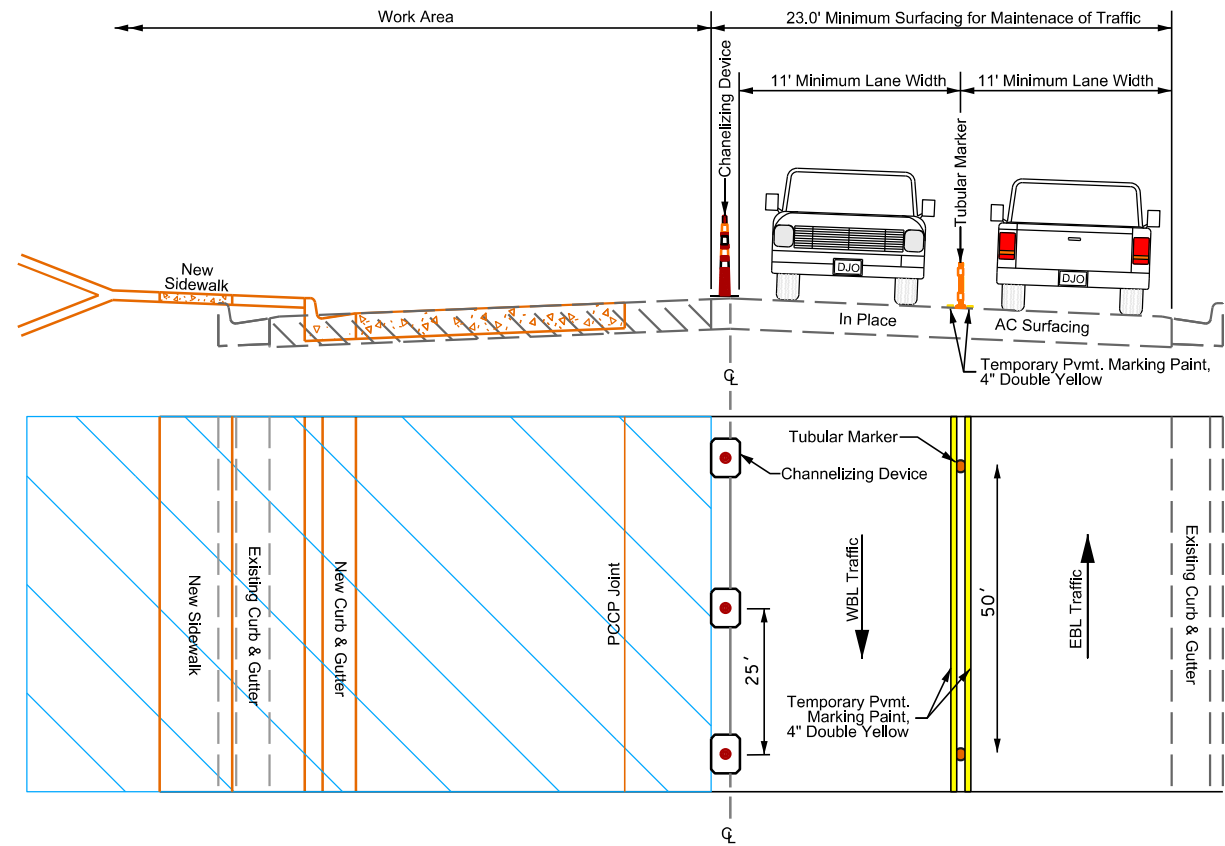 Work Area
23.0' Minimum Surfacing for Maintenace of Traffic
Chanelizing Device
11' Minimum Lane Width
11' Minimum Lane Width
Tubular Marker
New
Sidewalk
DJO
DJO
In Place
AC Surfacing
Temporary Pvmt. Marking Paint,
4" Double Yellow
CL
Tubular Marker
Channelizing Device
New Sidewalk
Existing Curb & Gutter
New Curb & Gutter
PCCP Joint
25'
WBL Traffic
Temporary Pvmt.
Marking Paint,
4" Double Yellow
50'
EBL Traffic
Existing Curb & Gutter
CL